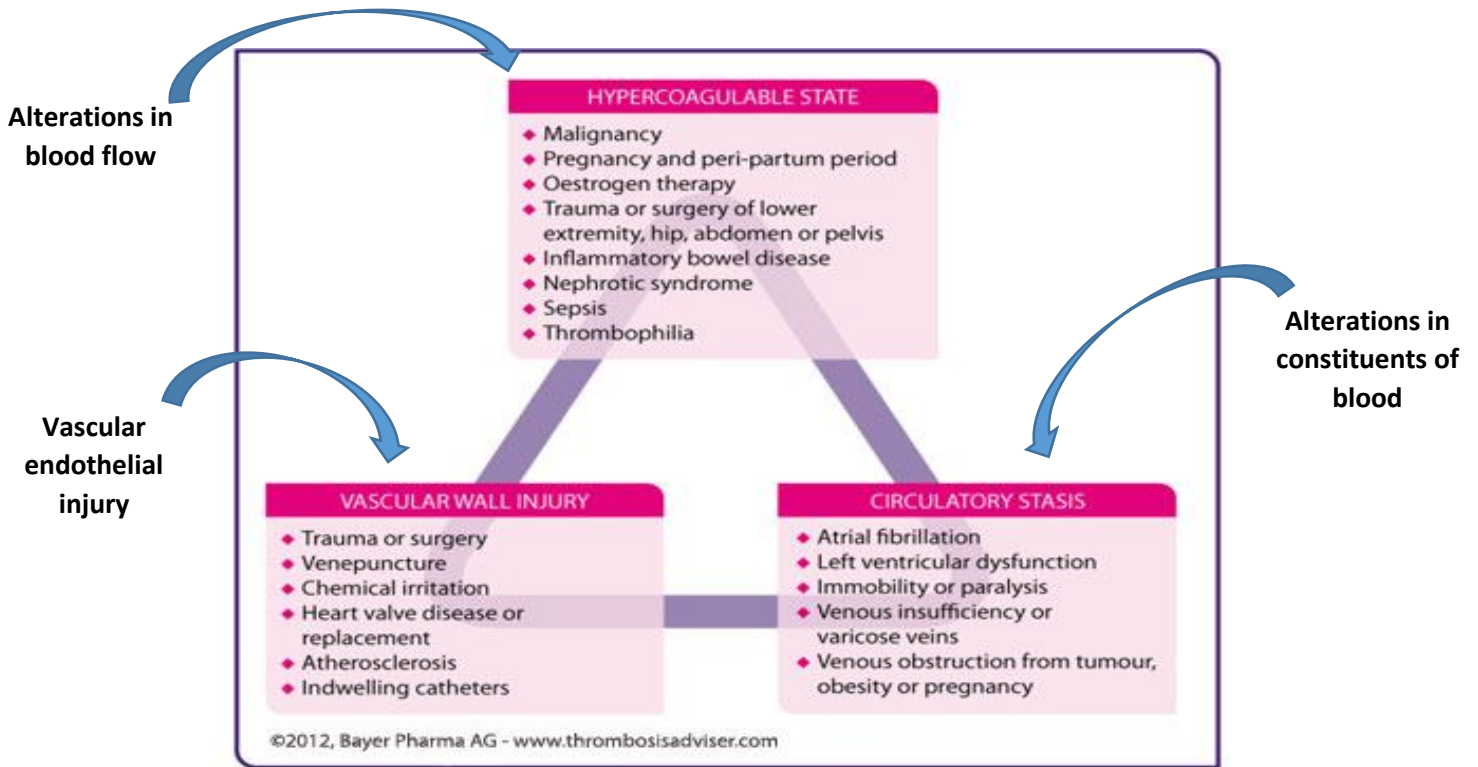 Alterations in
blood flow
HYPERCOAGULABLE STATE
◆ Malignancy
◆ Pregnancy and peri-partum period
◆ Oestrogen therapy
◆ Trauma or surgery of lower
extremity, hip, abdomen or pelvis
◆ Inflammatory bowel disease
◆ Nephrotic syndrome
◆ Sepsis
◆ Thrombophilia
Alterations in
constituents of
blood
Vascular
endothelial
injury
VASCULAR WALL INJURY
◆ Trauma or surgery
◆ Venepuncture
◆ Chemical irritation
◆ Heart valve disease or
replacement
◆ Atherosclerosis
◆ Indwelling catheters
CIRCULATORY STASIS
◆ Atrial fibrillation
◆ Left ventricular dysfunction
◆ Immobility or paralysis
◆ Venous insufficiency or
varicose veins
◆ Venous obstruction from tumour,
obesity or pregnancy
©2012, Bayer Pharma AG - www.thrombosisadviser.com